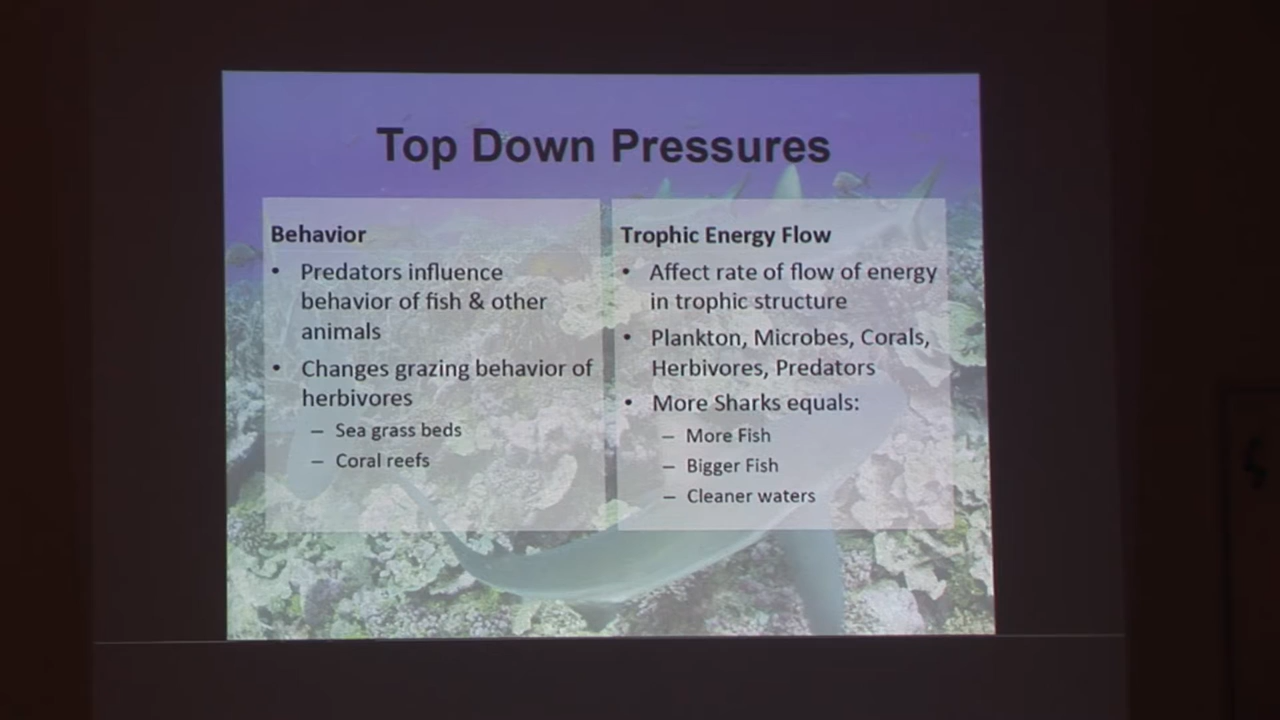 Top Down Pressures
Behavior
• Predators influence
behavior of fish & other
animals
• Changes grazing behavior of
herbivores
– Sea grass beds
– Coral reefs
Trophic Energy Flow
• Affect rate of flow of energy
in trophic structure
• Plankton, Microbes, Corals,
Herbivores, Predators
• More Sharks equals:
– More Fish
– Bigger Fish
– Cleaner waters